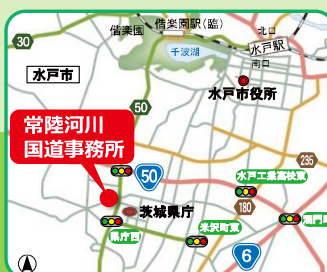 偕楽園
偕楽園駅(臨)
北口
水戸駅
南口
千波湖
30
水戸市
50
水戸市役所
常陸河川
国道事務所
50
235
水戸工業高校東
180
茨城県庁
県庁西
米沢町東
6